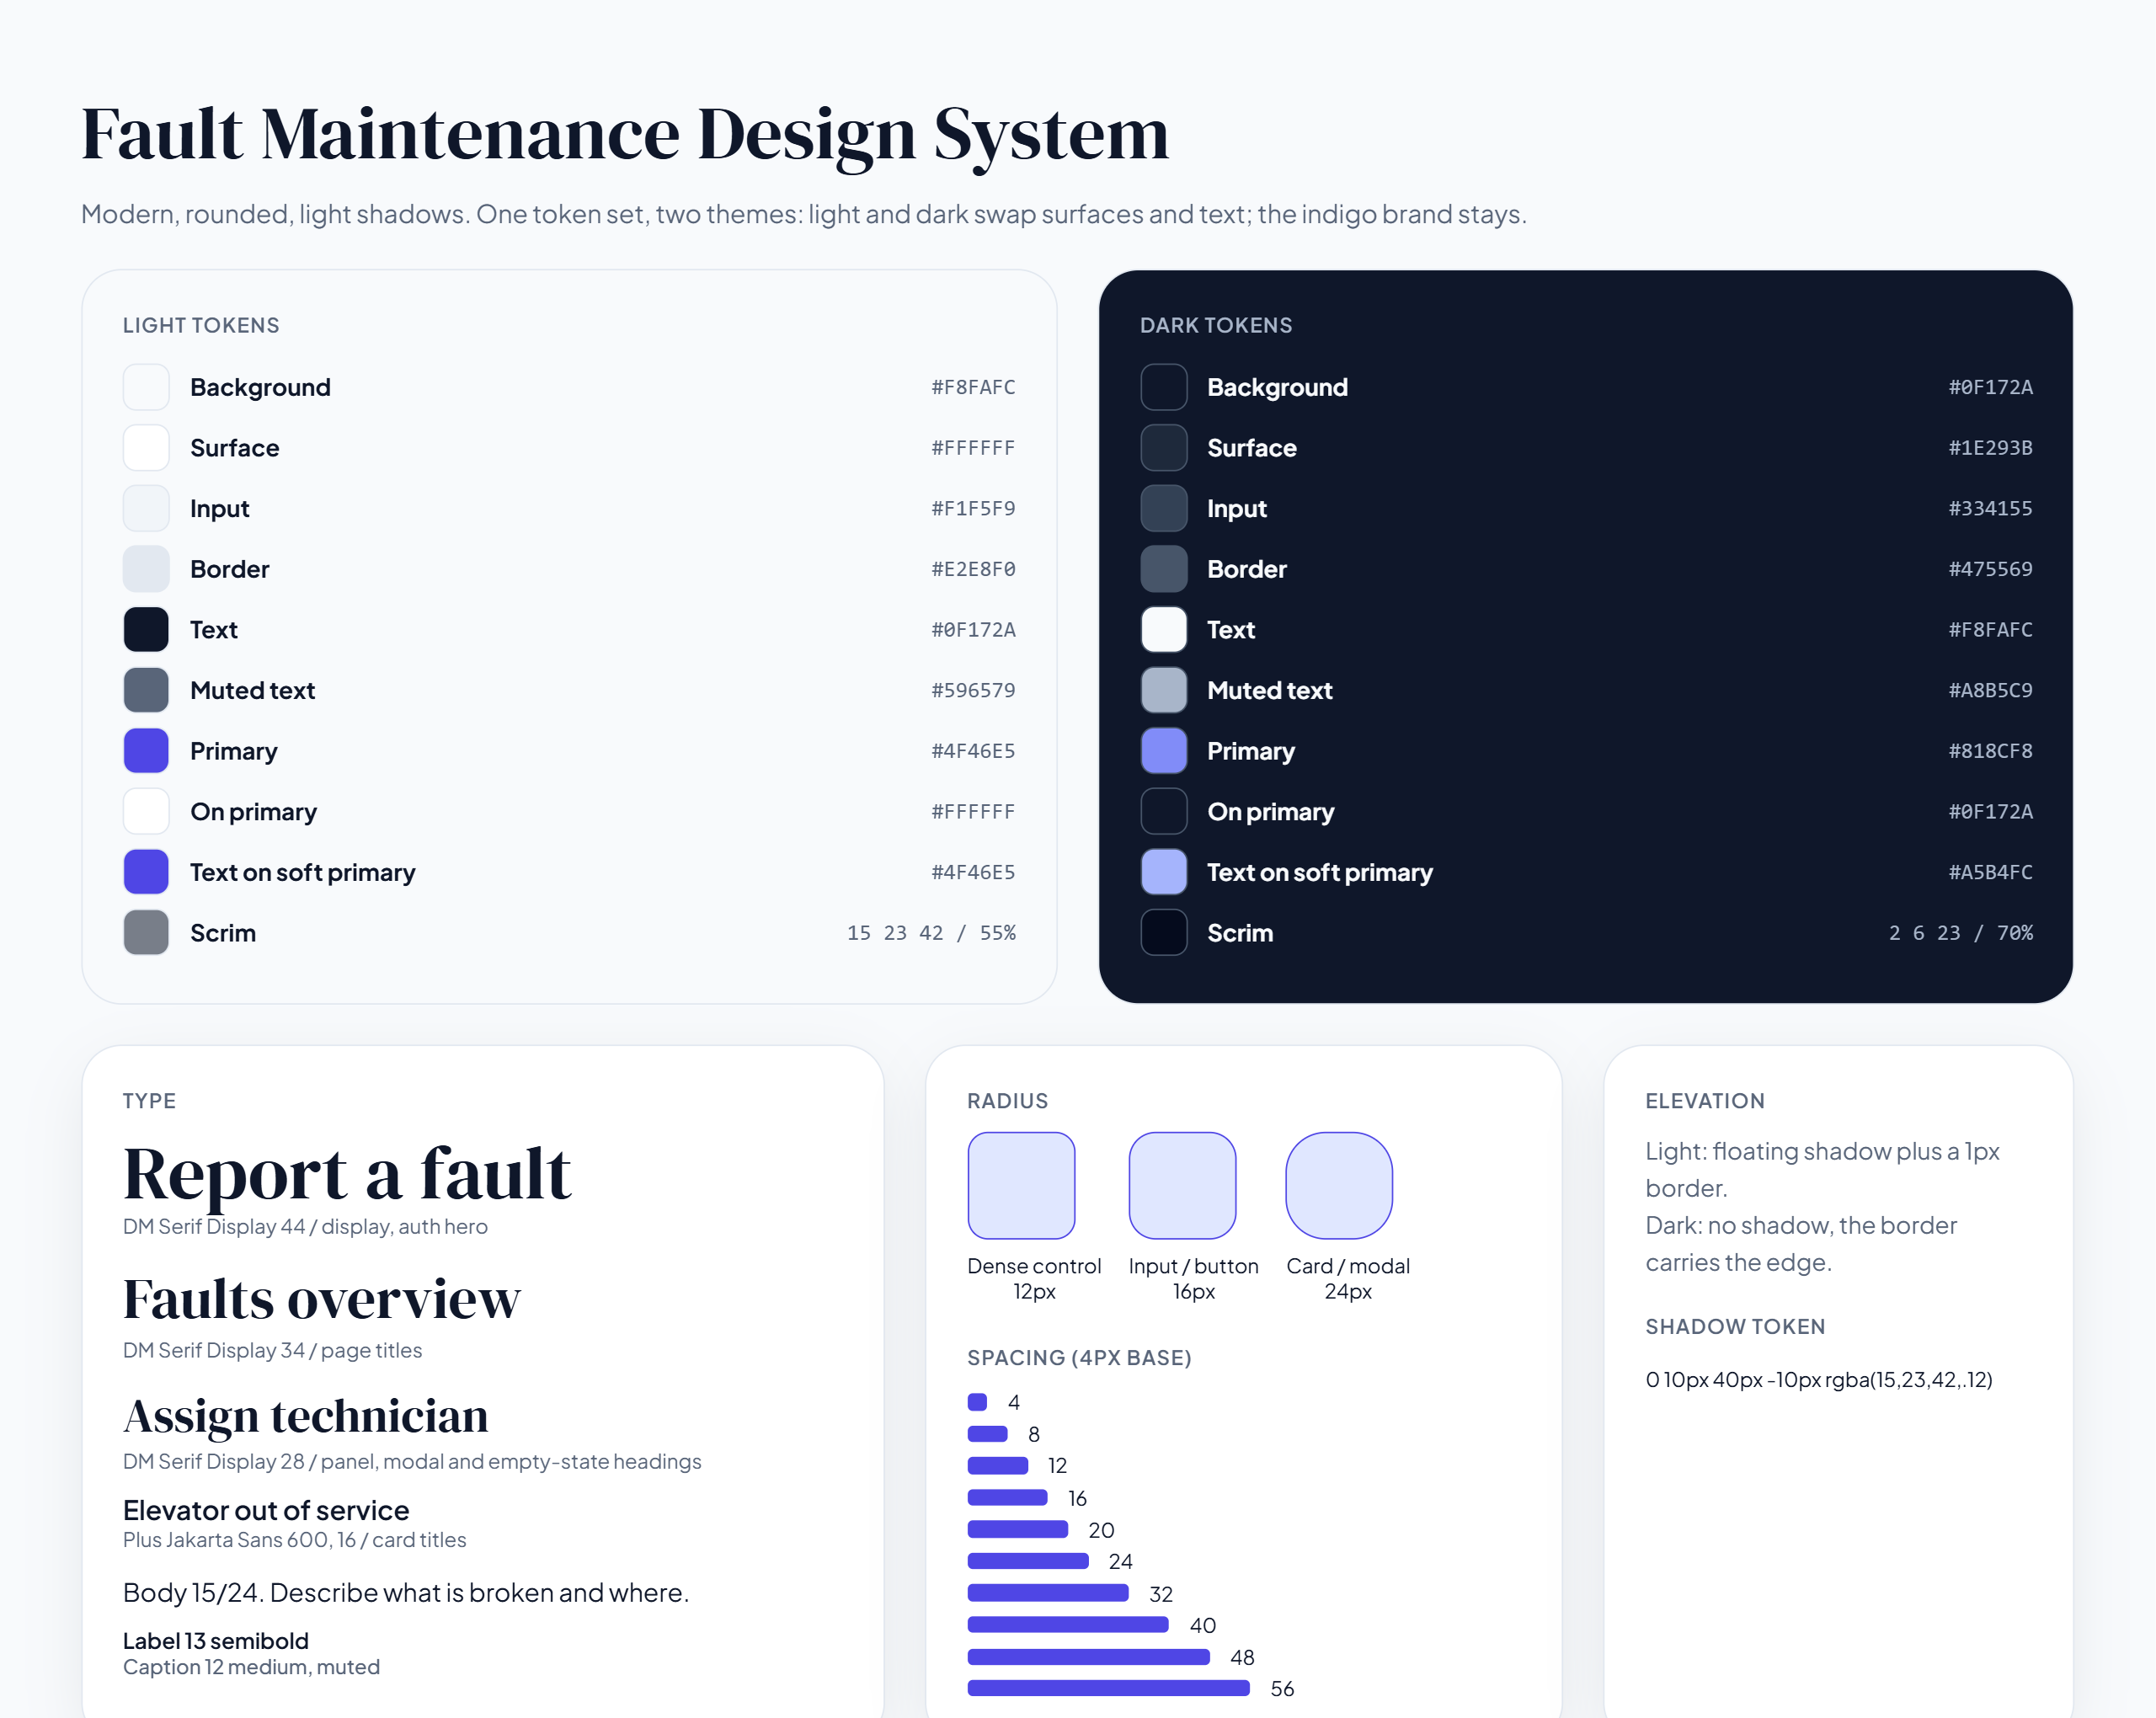 Fault Maintenance Design System
Modern, rounded, light shadows. One token set, two themes: light and dark swap surfaces and text; the indigo brand stays.
LIGHT TOKENS
Background #F8FAFC
Surface #FFFFFF
Input #F1F5F9
Border #E2E8F0
Text #0F172A
Muted text #596579
Primary #4F46E5
On primary #FFFFFF
Text on soft primary #4F46E5
Scrim 15 23 42 / 55%
DARK TOKENS
Background #0F172A
Surface #1E293B
Input #334155
Border #475569
Text #F8FAFC
Muted text #A8B5C9
Primary #818CF8
On primary #0F172A
Text on soft primary #A5B4FC
Scrim 2 6 23 / 70%
TYPE
Report a fault
DM Serif Display 44 / display, auth hero
Faults overview
DM Serif Display 34 / page titles
Assign technician
DM Serif Display 28 / panel, modal and empty-state headings
Elevator out of service
Plus Jakarta Sans 600, 16 / card titles
Body 15/24. Describe what is broken and where.
Label 13 semibold
Caption 12 medium, muted
RADIUS
Dense control
12px
Input / button
16px
Card / modal
24px
SPACING (4PX BASE)
4
8
12
16
20
24
32
40
48
56
ELEVATION
Light: floating shadow plus a 1px
border.
Dark: no shadow, the border
carries the edge.
SHADOW TOKEN
0 10px 40px -10px rgba(15,23,42,.12)